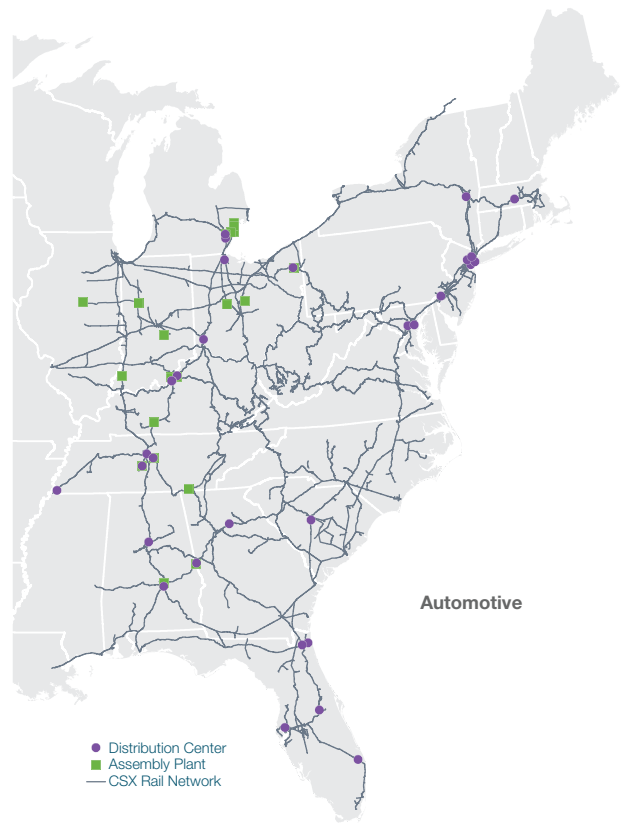 Automotive
Distribution Center
Assembly Plant
CSX Rail Network